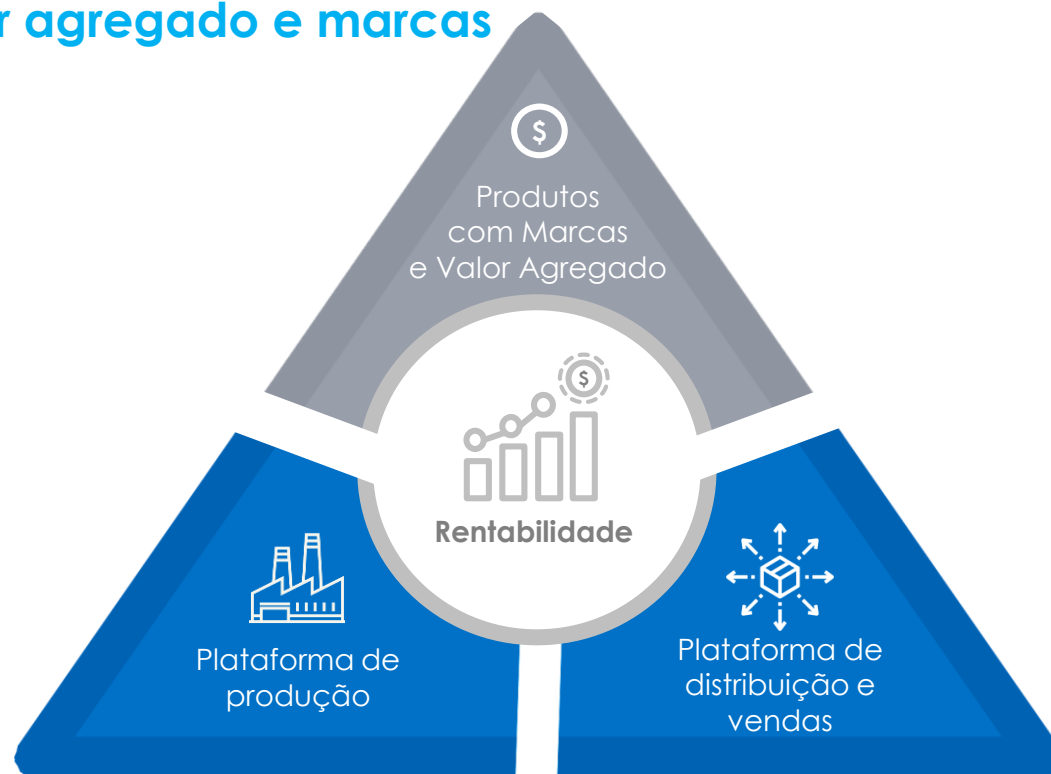 r agregado e marcas
$
Produtos
com Marcas
e Valor Agregado
$
Rentabilidade
Plataforma de
produção
Plataforma de
distribuição e
vendas